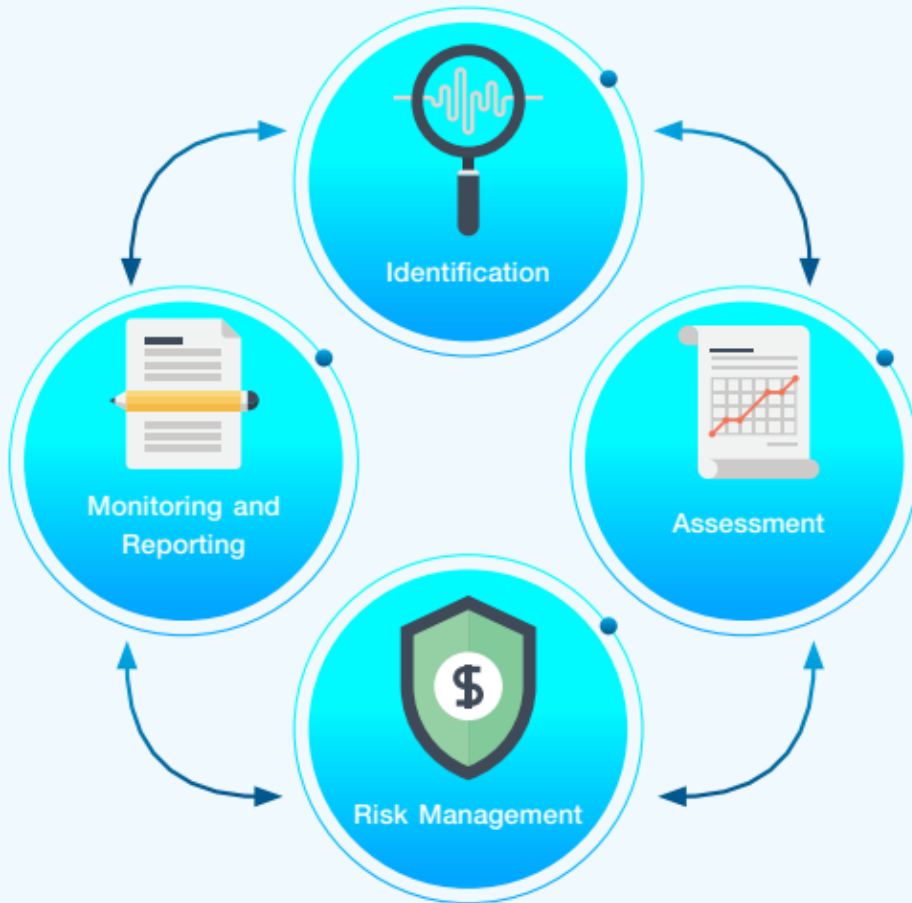 Identification
Monitoring and
Reporting
Assessment
$
Risk Management